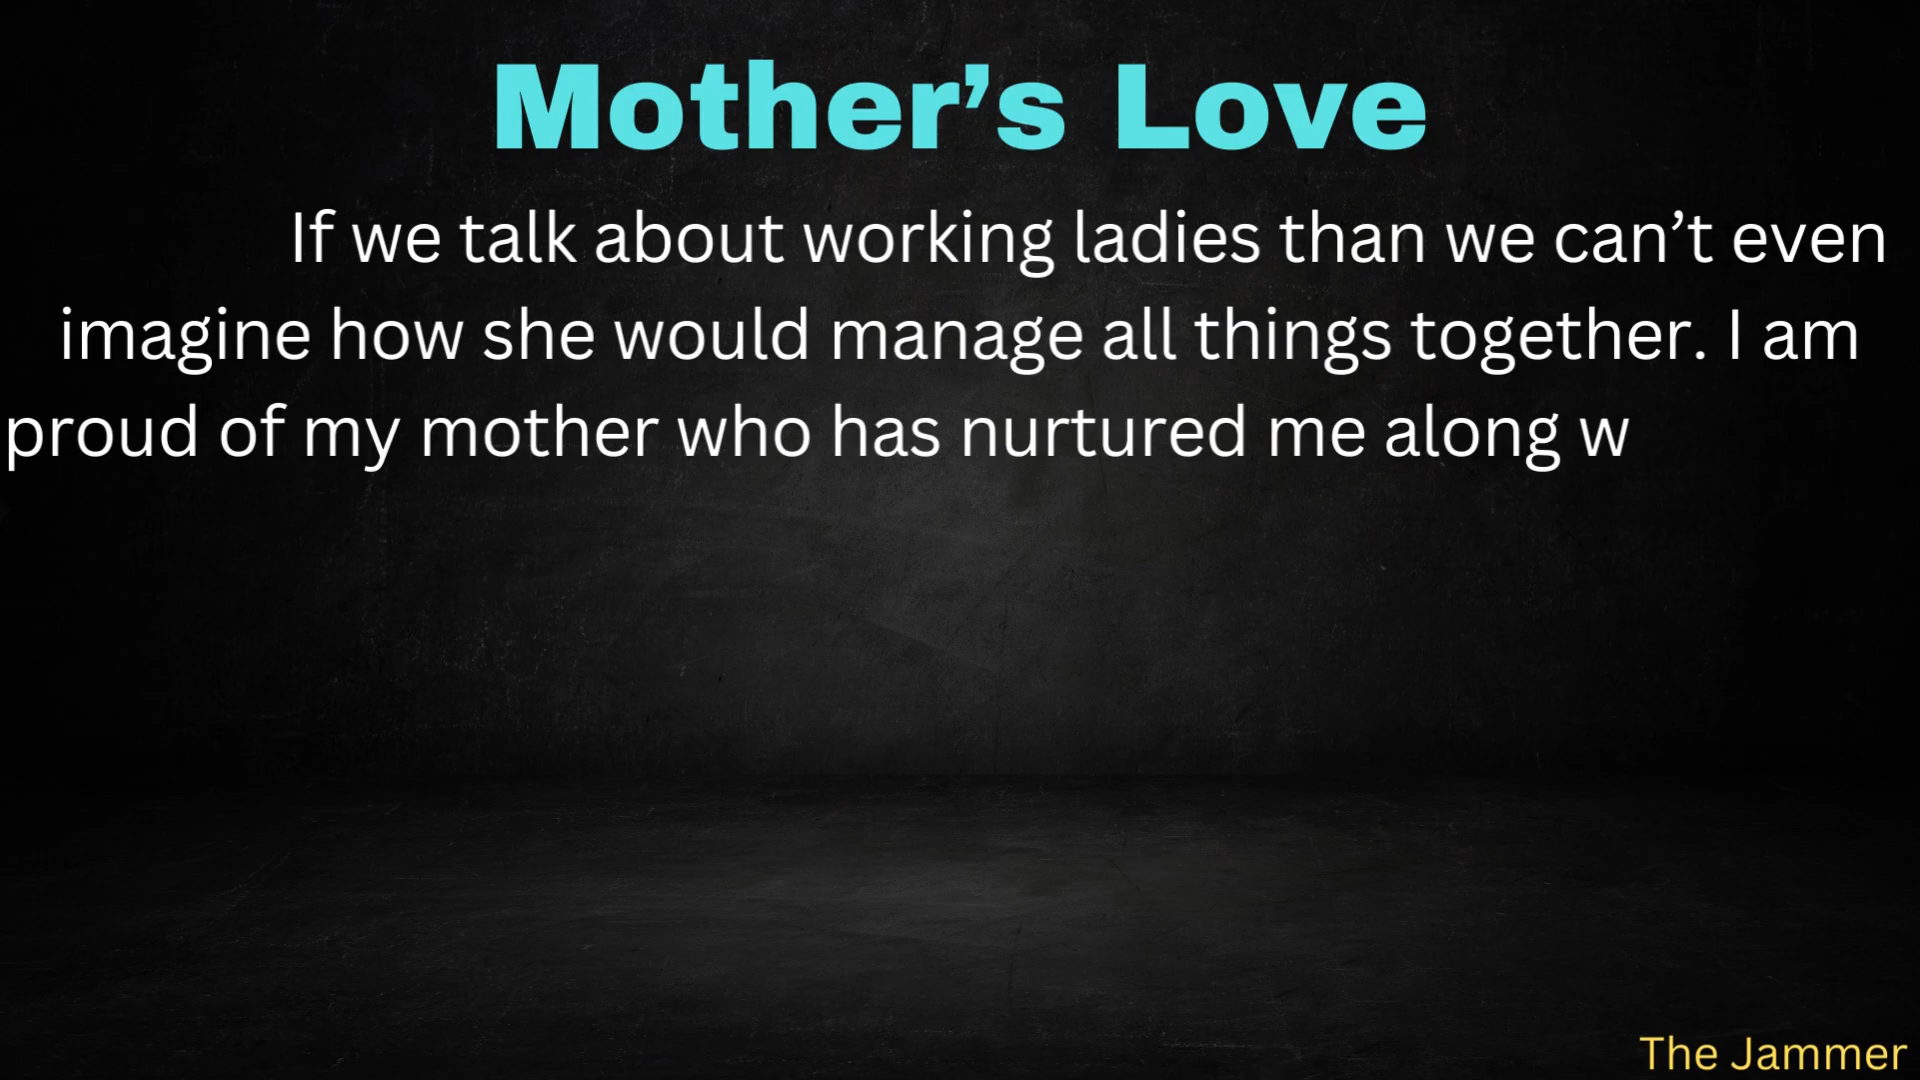 Mother’s Love
If we talk about working ladies than we can’t even
imagine how she would manage all things together. I am
proud of my mother who has nurtured me along w
The Jammer